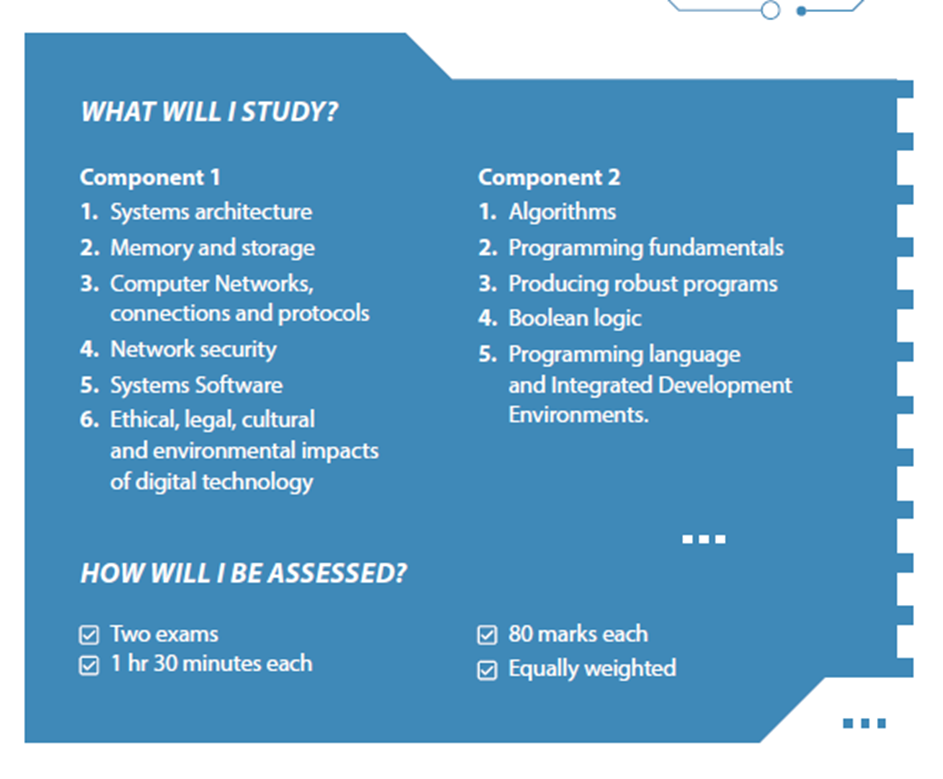 WHAT WILL I STUDY?
Component 1
1. Systems architecture
2. Memory and storage
3. Computer Networks,
connections and protocols
4. Network security
5. Systems Software
6. Ethical, legal, cultural
and environmental impacts
of digital technology
Component 2
1. Algorithms
2. Programming fundamentals
3. Producing robust programs
4. Boolean logic
5. Programming language
and Integrated Development
Environments.
HOW WILL I BE ASSESSED?
Two exams
1 hr 30 minutes each
80 marks each
Equally weighted